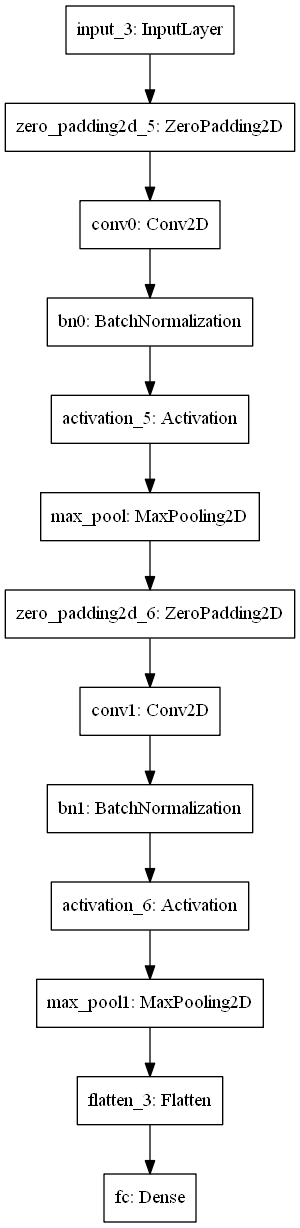 input_3: InputLayer
zero_padding2d_5: ZeroPadding2D
conv0: Conv2D
bn0: BatchNormalization
activation_5: Activation
max_pool: MaxPooling2D
zero_padding2d_6: ZeroPadding2D
conv1: Conv2D
bn1: BatchNormalization
activation_6: Activation
max_pool1: MaxPooling2D
flatten_3: Flatten
fc: Dense